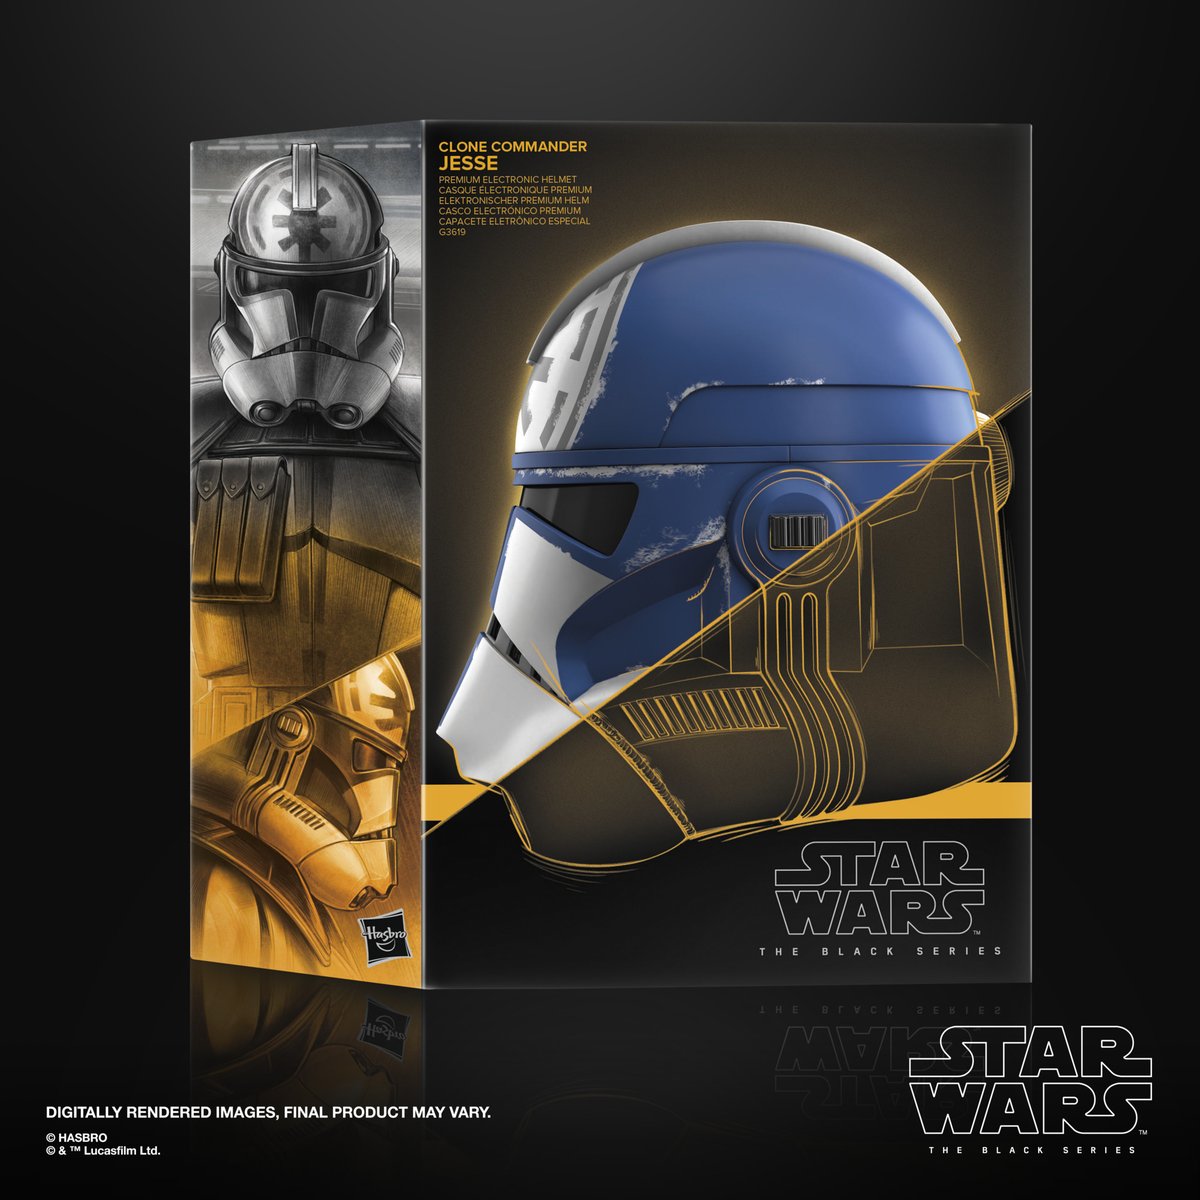 CLONE COMMANDER
JESSE
PREMIUM ELECTRONIC HELMET
CASQUE ÉLECTRONIQUE PREMIUM
ELEKTRONISCHER PREMIUM HELM
CASCO ELECTRÓNICO PREMIUM
CAPACETE ELETRÔNICO ESPECIAL
G3619
Hasbro
STAR
WARS™
THE BLACK SERIES
STAR
WARS™
THE BLACK SERIES
DIGITALLY RENDERED IMAGES, FINAL PRODUCT MAY VARY.
© HASBRO
© & ™ Lucasfilm Ltd.